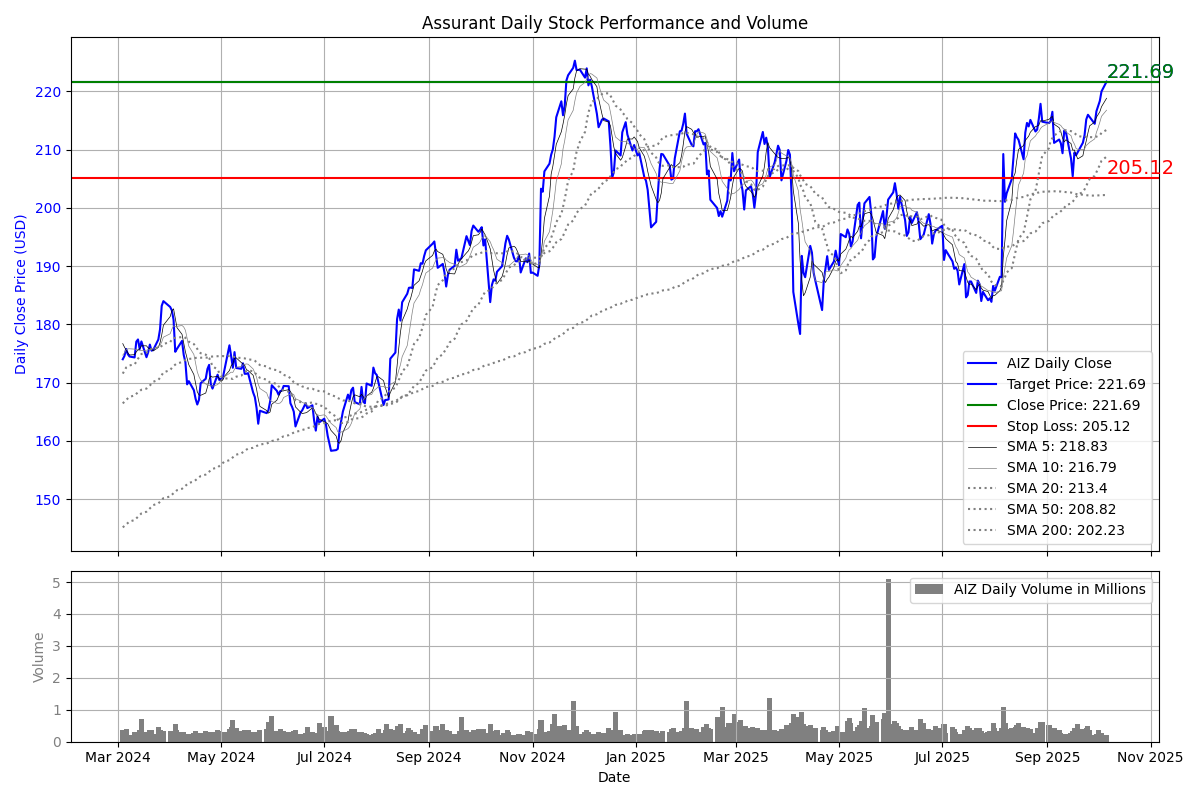 Assurant Daily Stock Performance and Volume
Daily Close Price (USD)
220
210
200
190
180
170
160
150
221.69
205.12
AIZ Daily Close
Target Price: 221.69
Close Price: 221.69
Stop Loss: 205.12
SMA 5: 218.83
SMA 10: 216.79
SMA 20: 213.4
SMA 50: 208.82
SMA 200: 202.23
Volume
5
4
3
2
1
0
AIZ Daily Volume in Millions
Mar 2024 May 2024 Jul 2024 Sep 2024 Nov 2024 Jan 2025 Mar 2025 May 2025 Jul 2025 Sep 2025 Nov 2025
Date